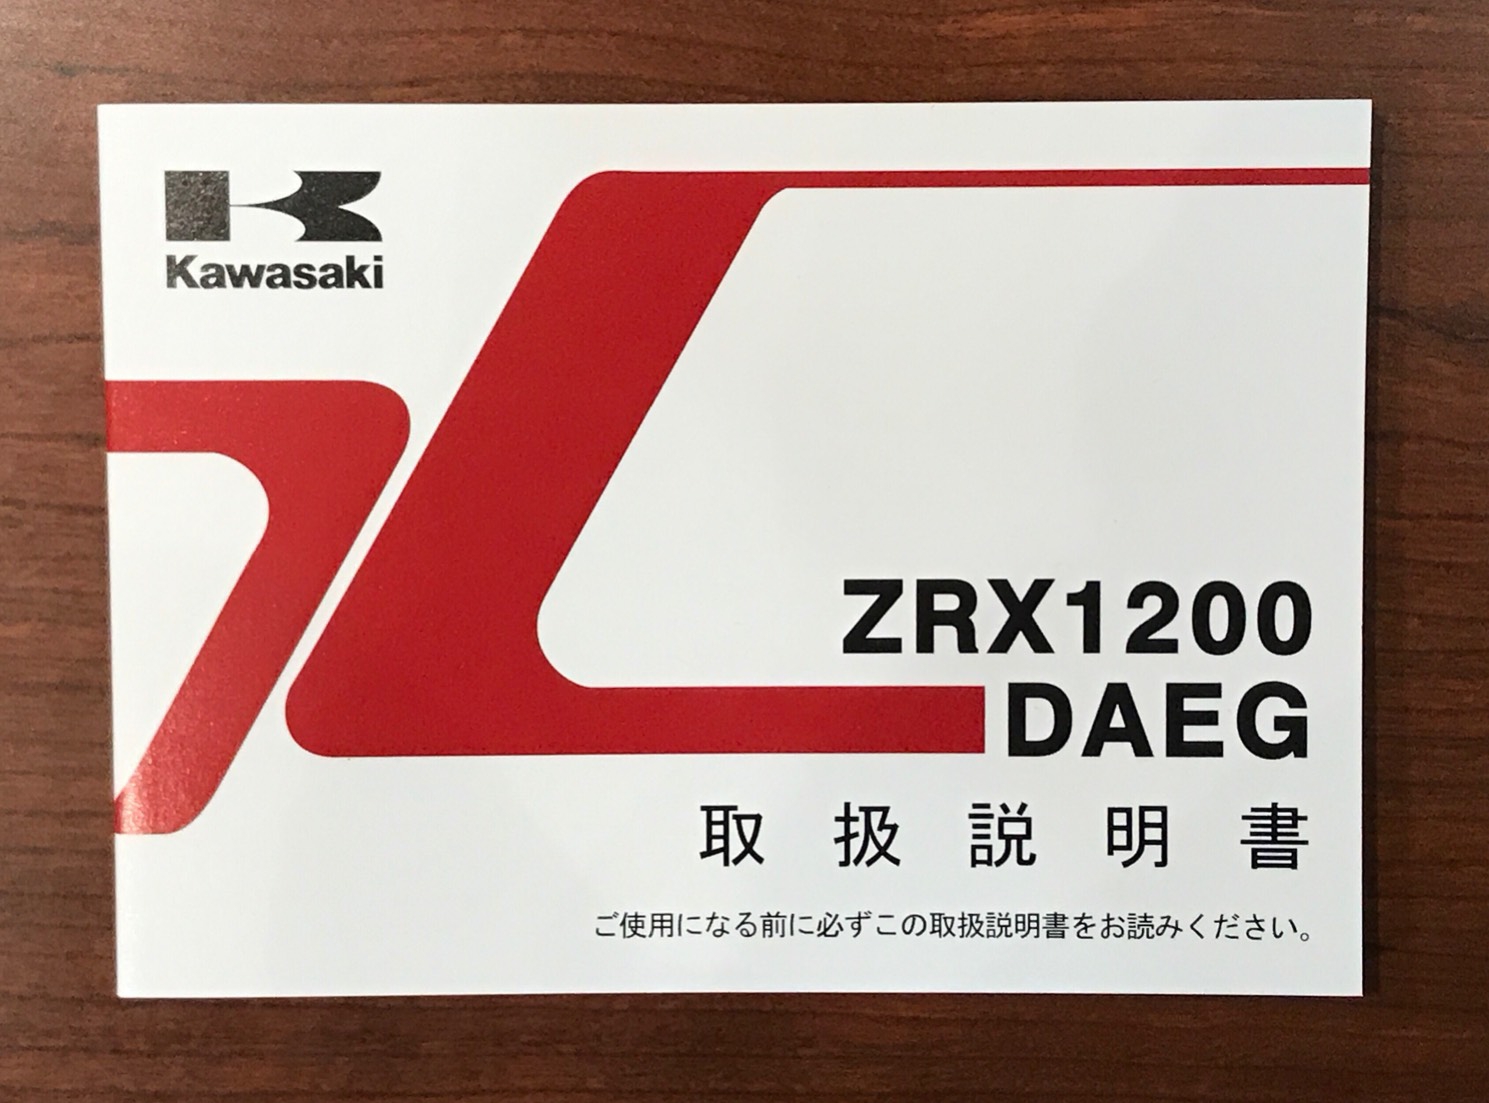 Kawasaki
ZRX1200
DAEG
取扱説明書
ご使用になる前に必ずこの取扱説明書をお読みください。